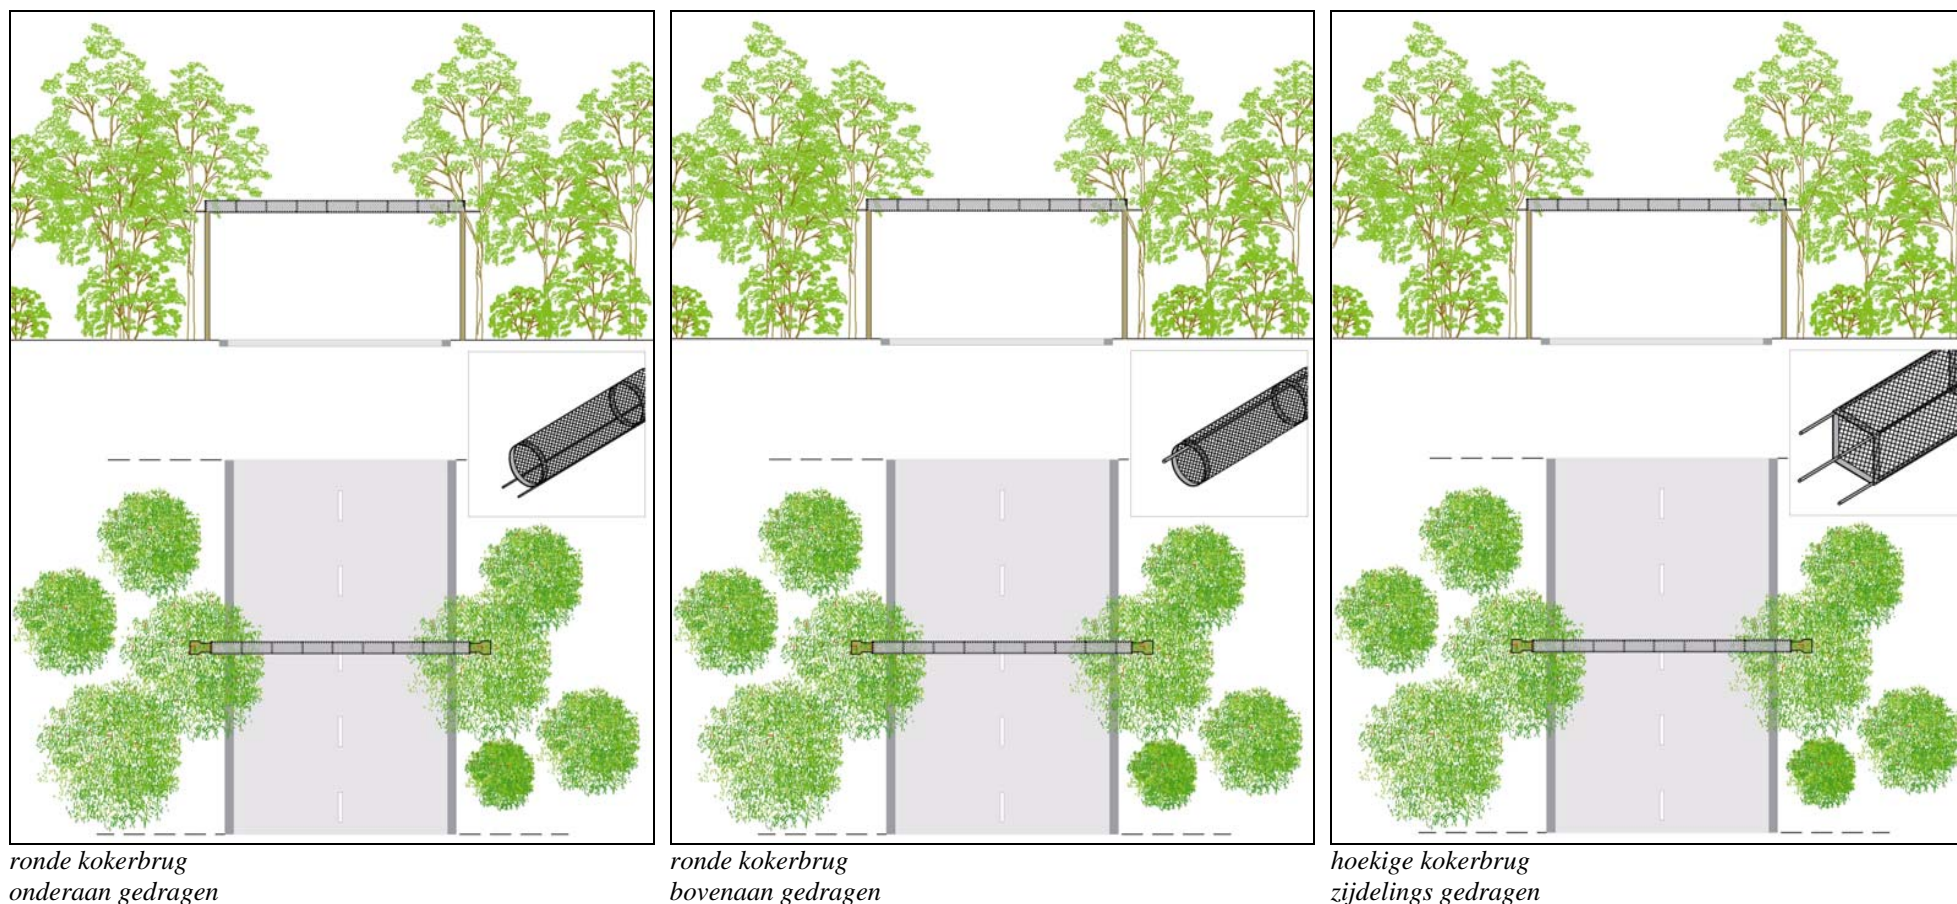 ronde kokerbrug
onderaan gedragen
ronde kokerbrug
bovenaan gedragen
hoekige kokerbrug
zijdelings gedragen